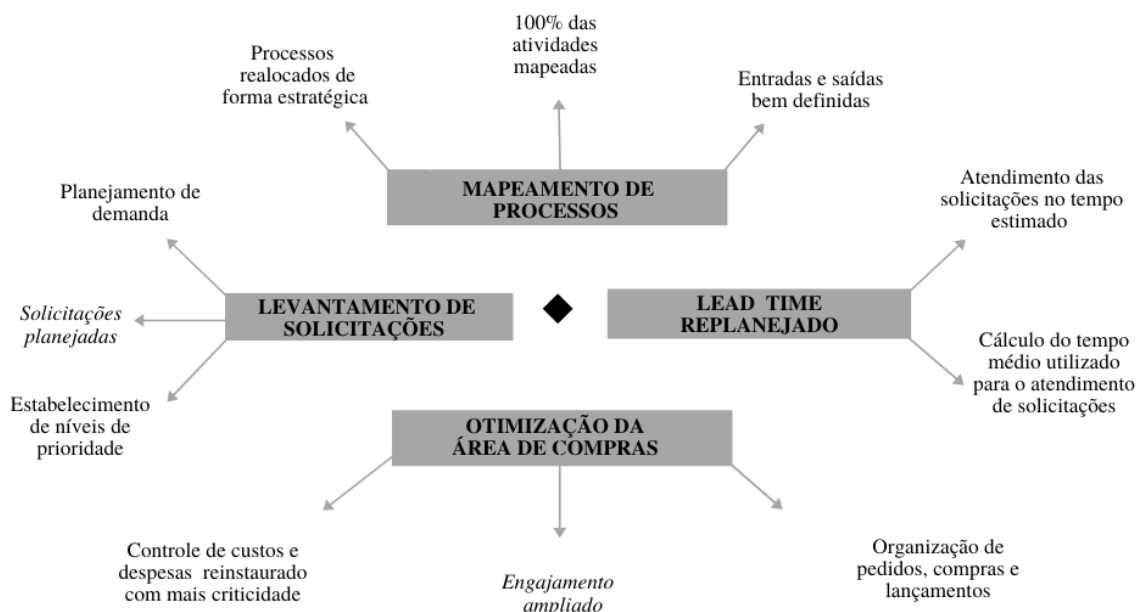 100% das
atividades
mapeadas
Processos
realocados de
forma estratégica
Entradas e saídas
bem definidas
MAPEAMENTO DE
PROCESSOS
Planejamento de
demanda
Atendimento das
solicitações no tempo
estimado
Solicitações
planejadas
LEVANTAMENTO DE
SOLICITAÇÕES
LEAD TIME
REPLANEJADO
Estabelecimento
de níveis de
prioridade
Cálculo do tempo
médio utilizado
para o atendimento
de solicitações
OTIMIZAÇÃO DA
ÁREA DE COMPRAS
Controle de custos e
despesas reinstaurado
com mais criticidade
Engajamento
ampliado
Organização de
pedidos, compras e
lançamentos